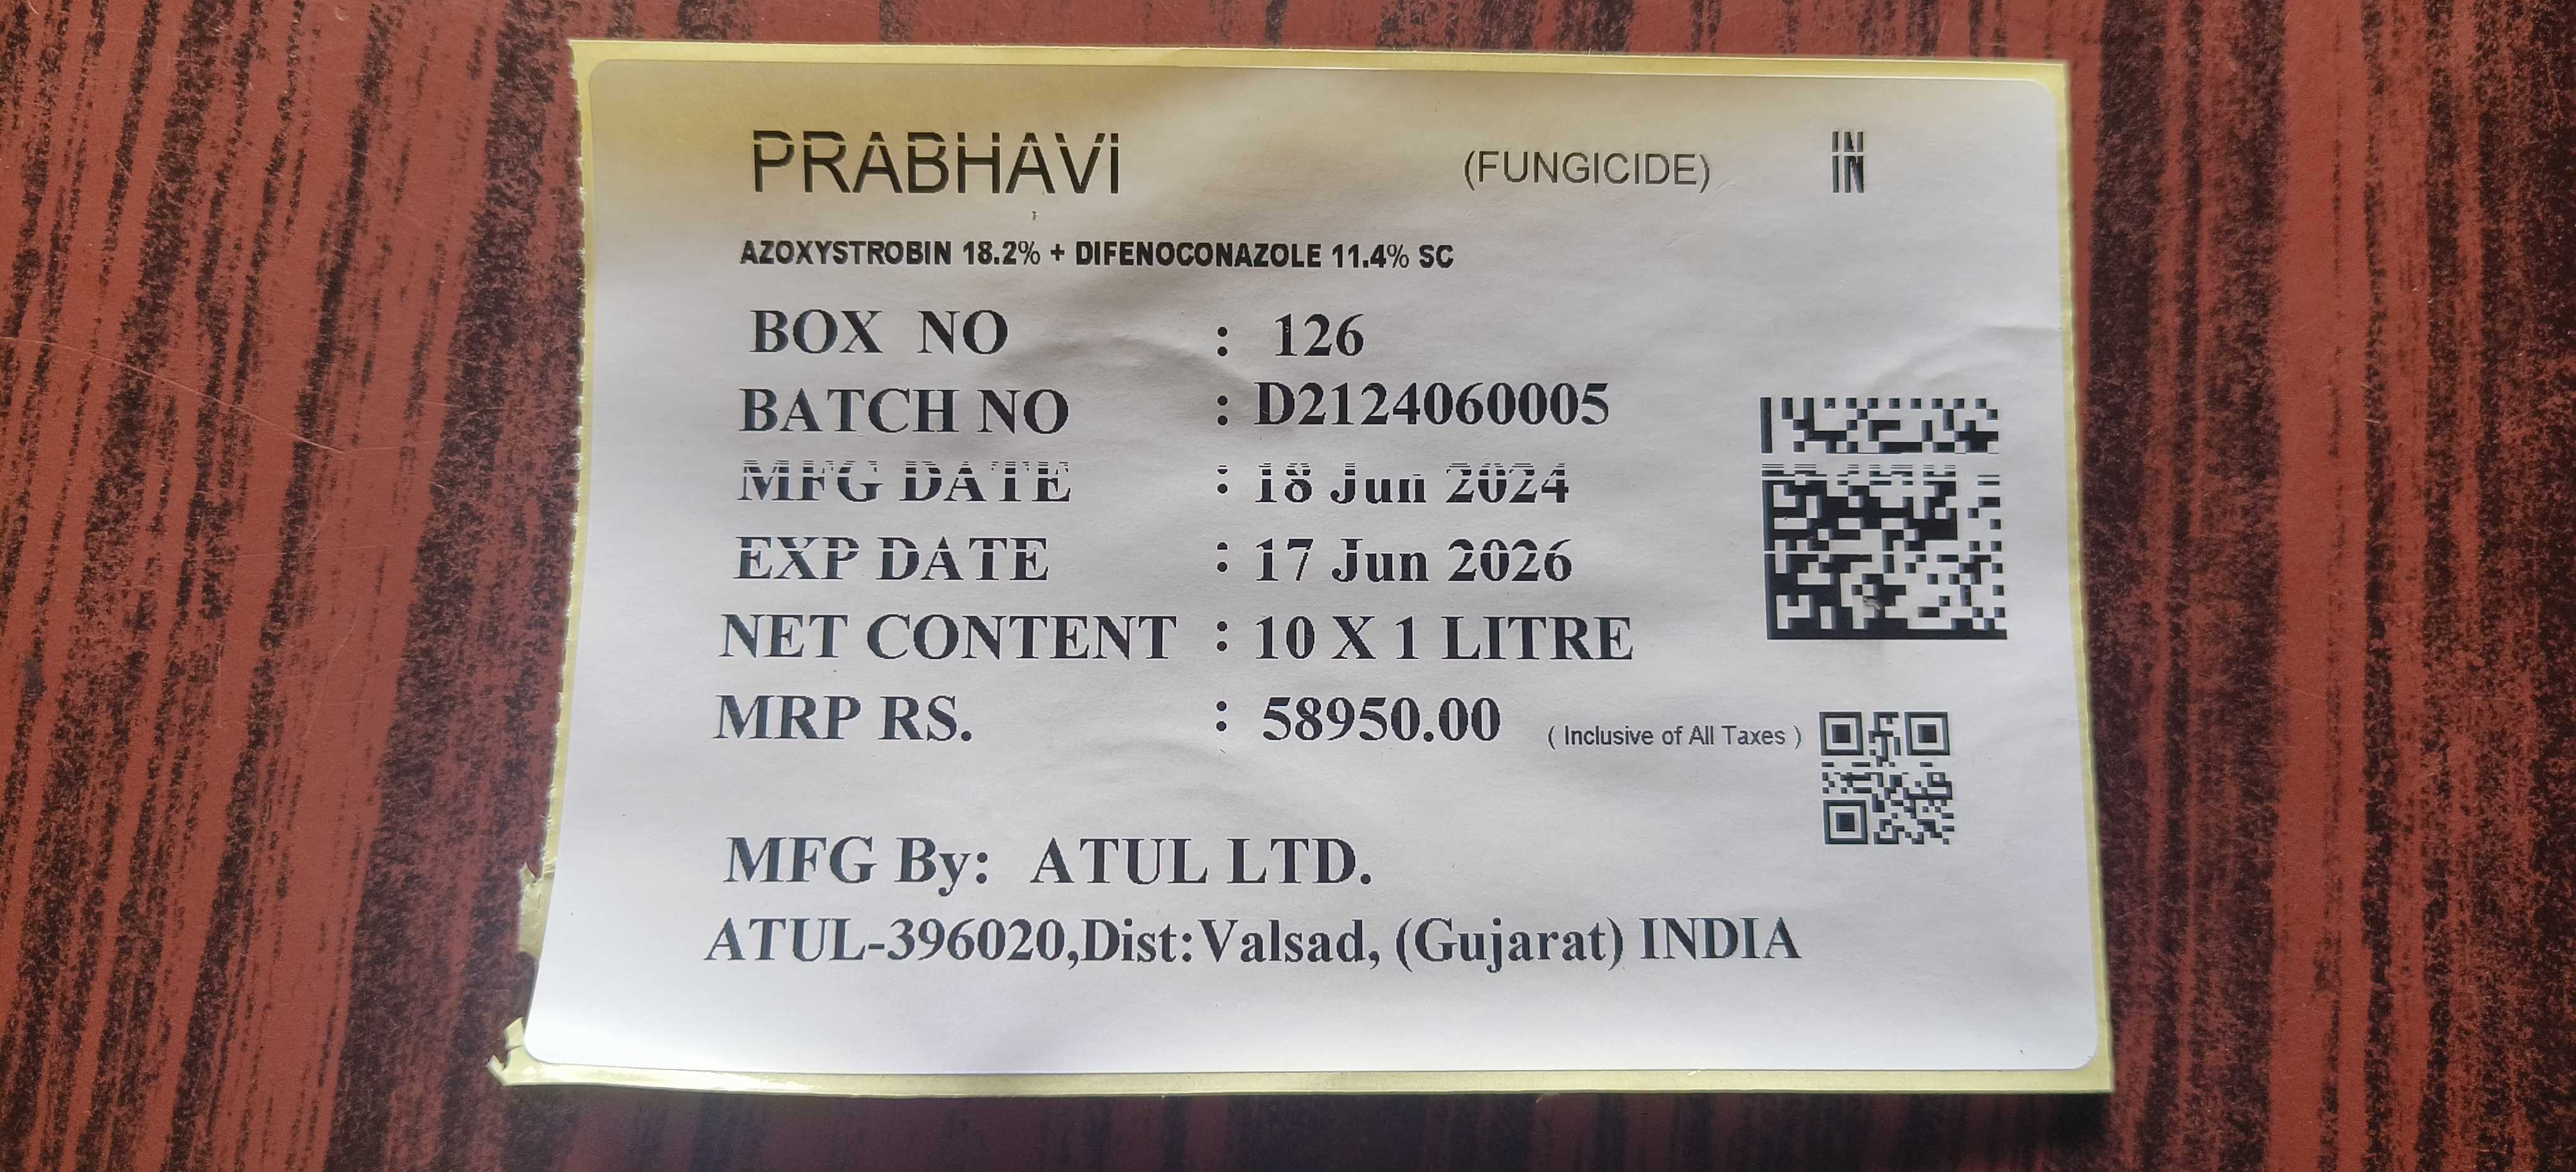 PRABHAVI (FUNGICIDE) IN
AZOXYSTROBIN 18.2% + DIFENOCONAZOLE 11.4% SC
BOX NO : 126
BATCH NO : D2124060005
MFG DATE : 18 Jun 2024
EXP DATE : 17 Jun 2026
NET CONTENT : 10 X 1 LITRE
MRP RS. : 58950.00 ( Inclusive of All Taxes )
MFG By: ATUL LTD.
ATUL-396020,Dist:Valsad, (Gujarat) INDIA